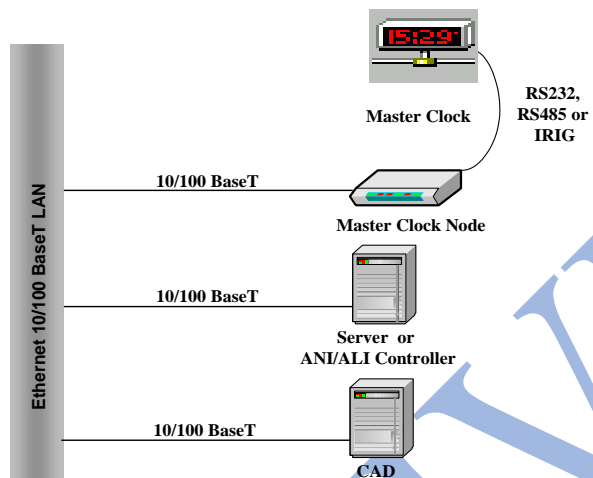 15:29
Master Clock
RS232,
RS485 or
IRIG
10/100 BaseT
Master Clock Node
Ethernet 10/100 BaseT LAN
10/100 BaseT
Server or
ANI/ALI Controller
10/100 BaseT
CAD